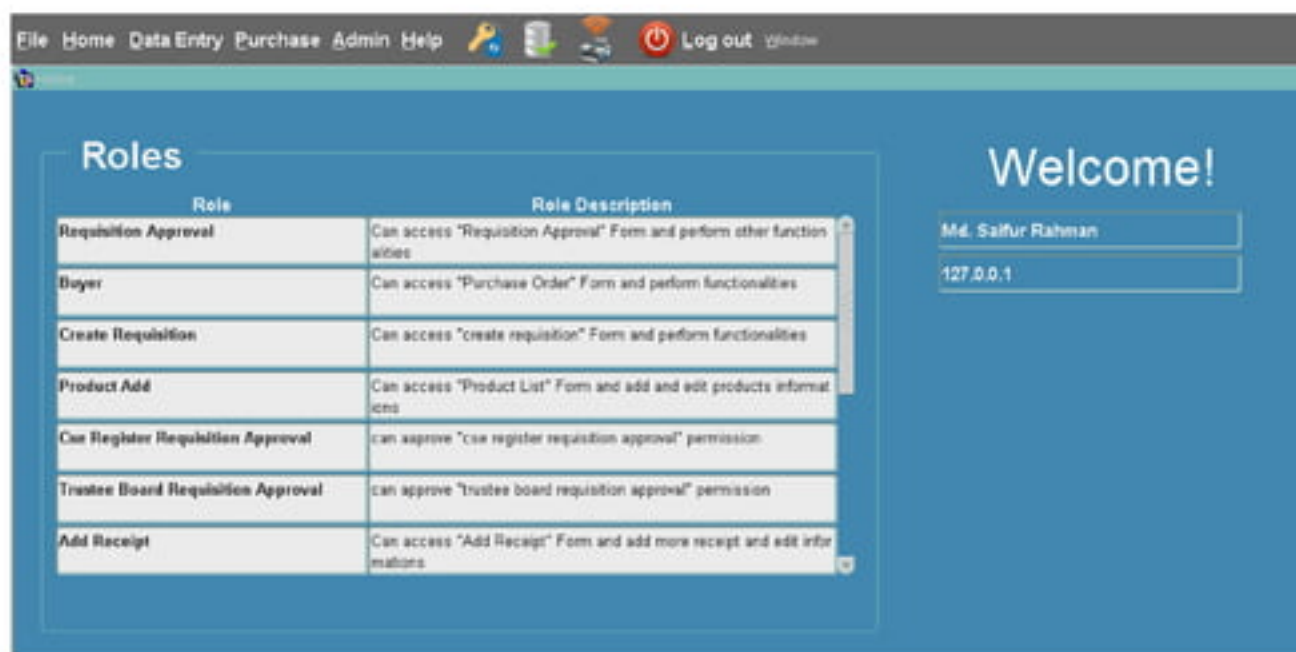 File Home Data Entry Purchase Admin Help Log out Window
Roles
Welcome!
Role Role Description
Requisition Approval Can access "Requisition Approval" Form and perform other function
alities
Md. Saifur Rahman
Buyer Can access "Purchase Order" Form and perform functionalities
127.0.0.1
Create Requisition Can access "create requisition" Form and perform functionalities
Product Add Can access "Product List" Form and add and edit products informat
ions
Cse Register Requisition Approval can aaprove "cse register requisition approval" permission
Trustee Board Requisition Approval can approve "trustee board requisition approval" permission
Add Receipt Can access "Add Receipt" Form and add more receipt and edit infor
mations